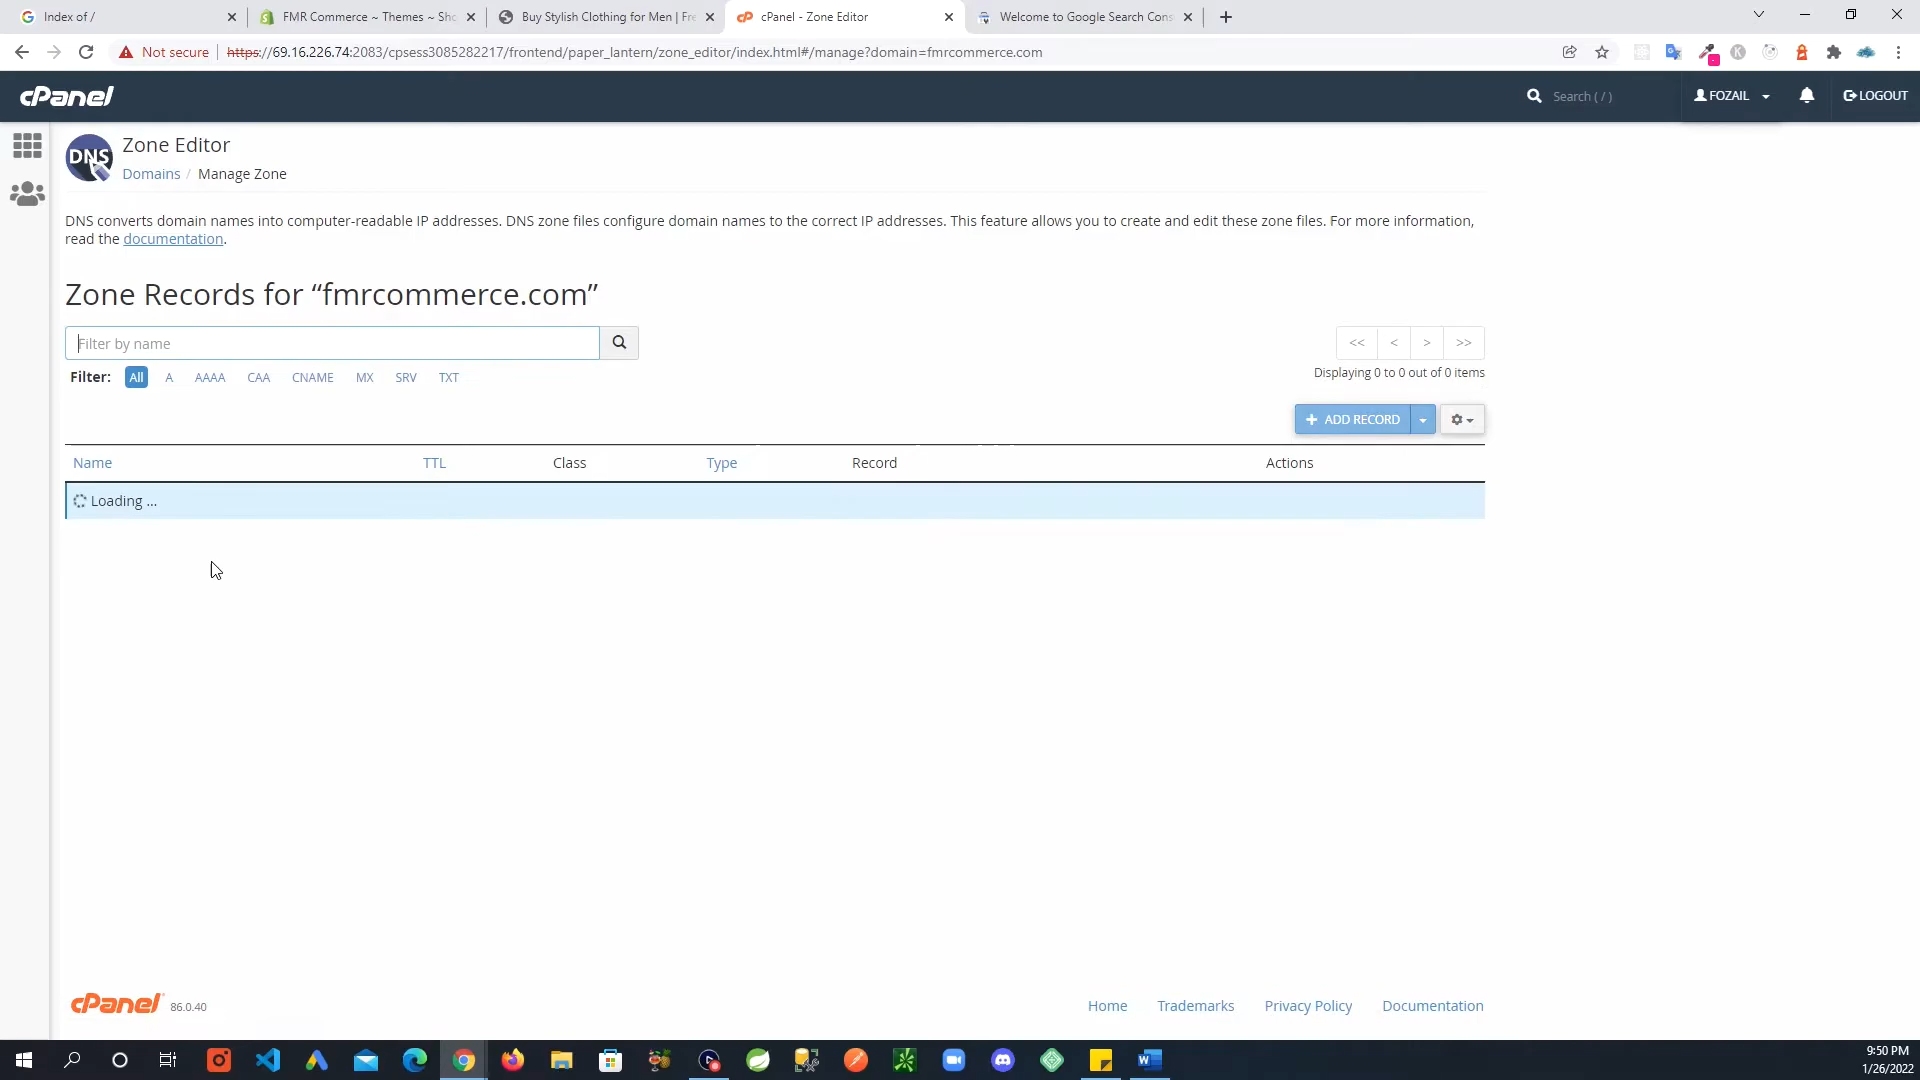 Index of /
FMR Commerce ~ Themes ~ Sho
Buy Stylish Clothing for Men | Fre
cPanel - Zone Editor
Welcome to Google Search Cons
Not secure
https://69.16.226.74:2083/cpsess3085282217/frontend/paper_lantern/zone_editor/index.html#/manage?domain=fmrcommerce.com
cPanel
Search ( / )
FOZAIL
LOGOUT
DNS
Zone Editor
Domains / Manage Zone
DNS converts domain names into computer-readable IP addresses. DNS zone files configure domain names to the correct IP addresses. This feature allows you to create and edit these zone files. For more information,
read the documentation.
Zone Records for “fmrcommerce.com”
Filter by name
<< < > >>
Filter: All A AAAA CAA CNAME MX SRV TXT
Displaying 0 to 0 out of 0 items
+ ADD RECORD
Name TTL Class Type Record Actions
Loading ...
cPanel 86.0.40
Home Trademarks Privacy Policy Documentation
9:50 PM
1/26/2022